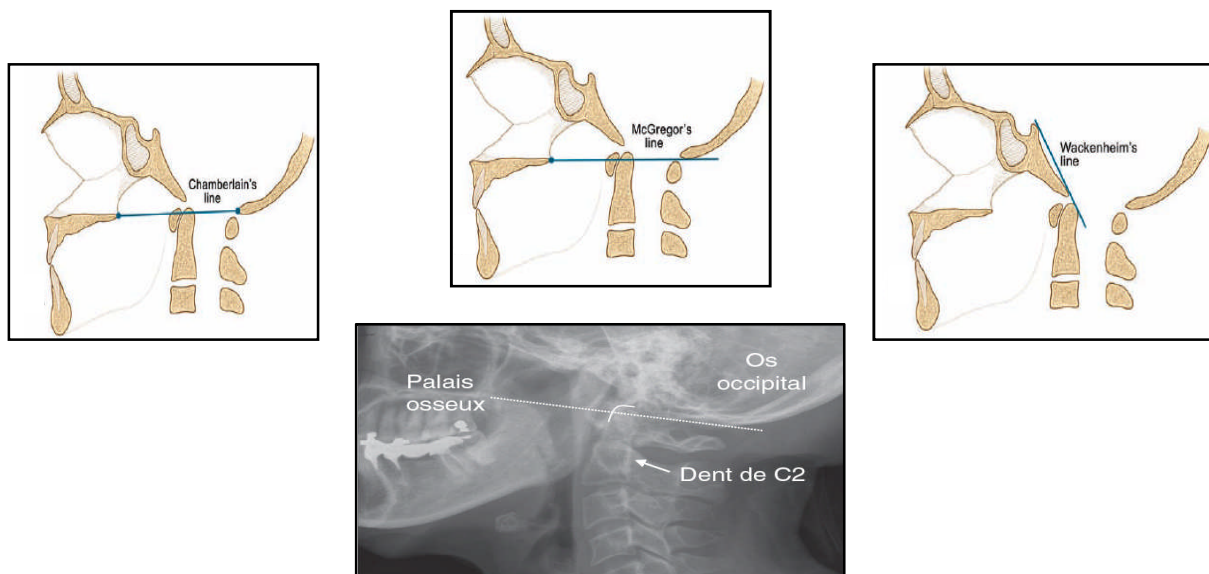 Chamberlain's
line
McGregor's
line
Wackenheim's
line
Palais
osseux
Os
occipital
Dent de C2